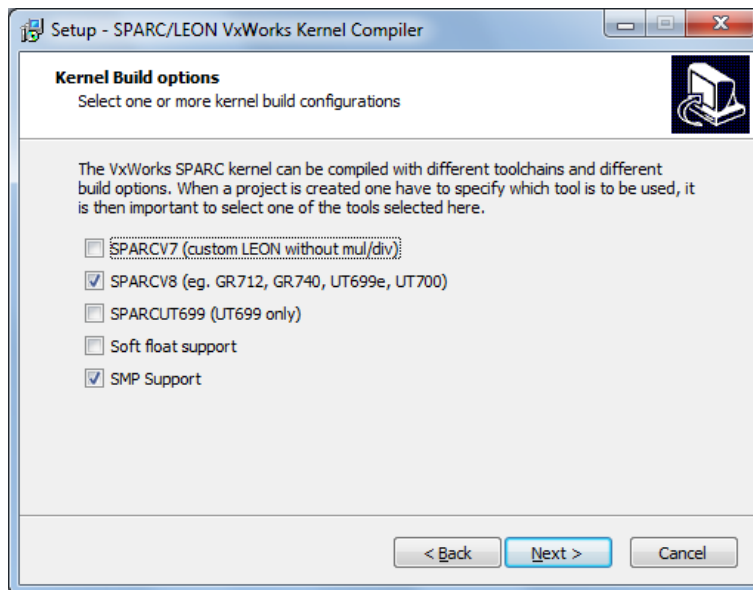 Setup - SPARC/LEON VxWorks Kernel Compiler
Kernel Build options
Select one or more kernel build configurations
The VxWorks SPARC kernel can be compiled with different toolchains and different
build options. When a project is created one have to specify which tool is to be used, it
is then important to select one of the tools selected here.
SPARCV7 (custom LEON without mul/div)
SPARCV8 (eg. GR712, GR740, UT699e, UT700)
SPARCUT699 (UT699 only)
Soft float support
SMP Support
< Back Next > Cancel